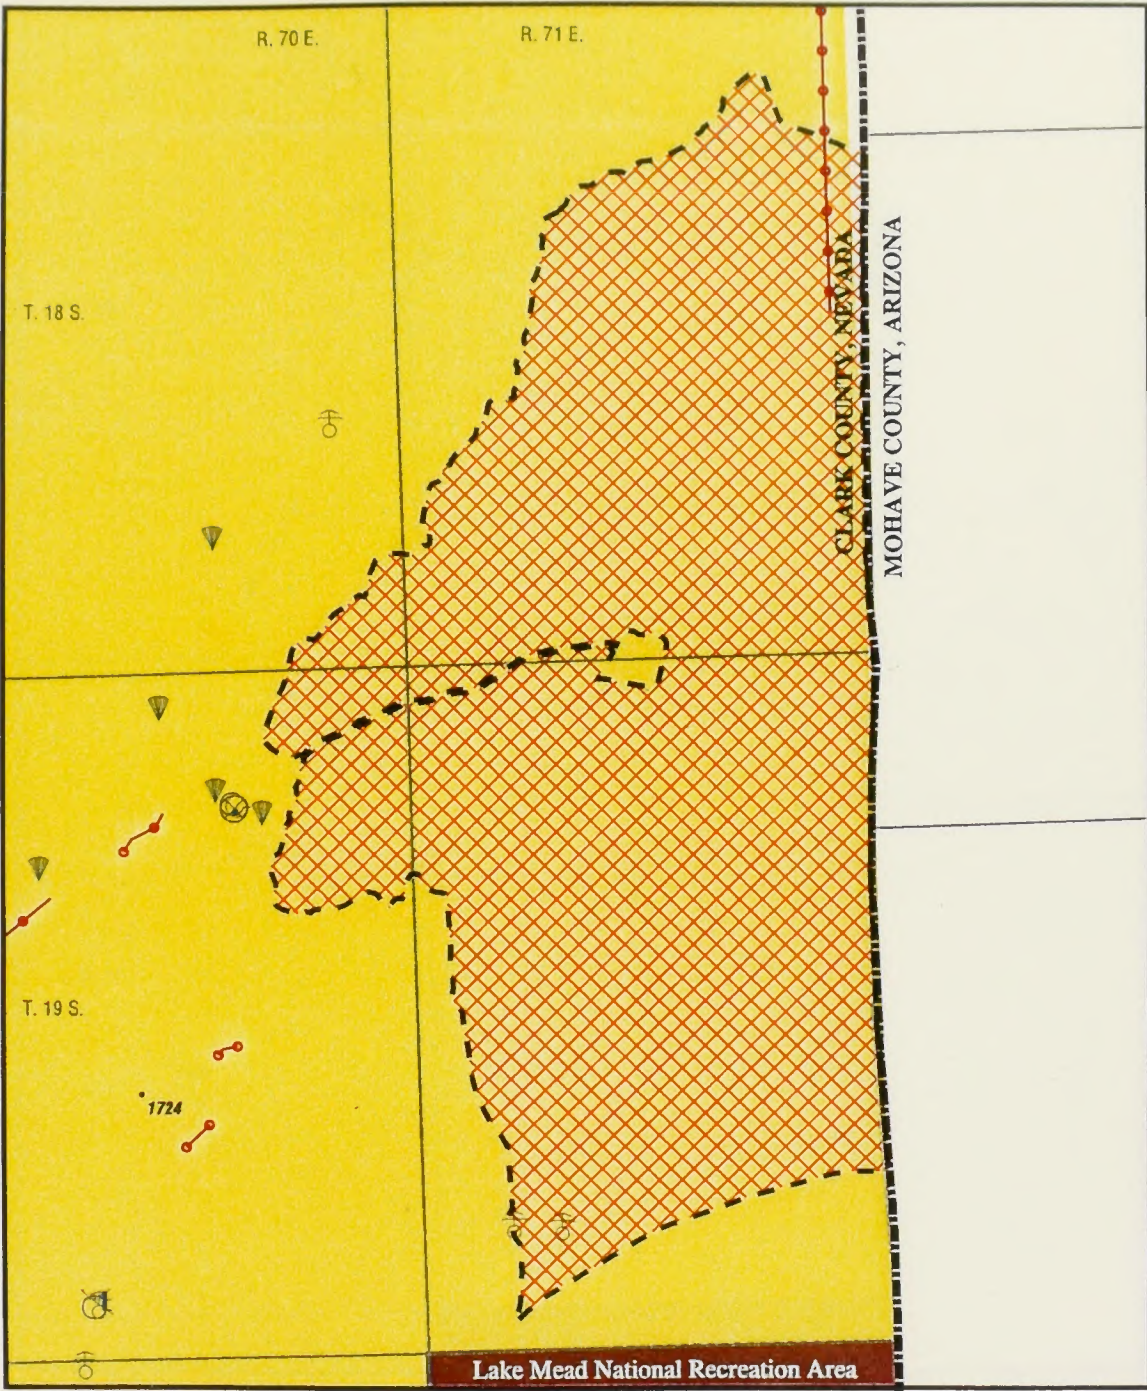 R. 70 E.
R. 71 E.
T. 18 S.
CLARK COUNTY, NEVADA
MOHAVE COUNTY, ARIZONA
T. 19 S.
1724
Lake Mead National Recreation Area